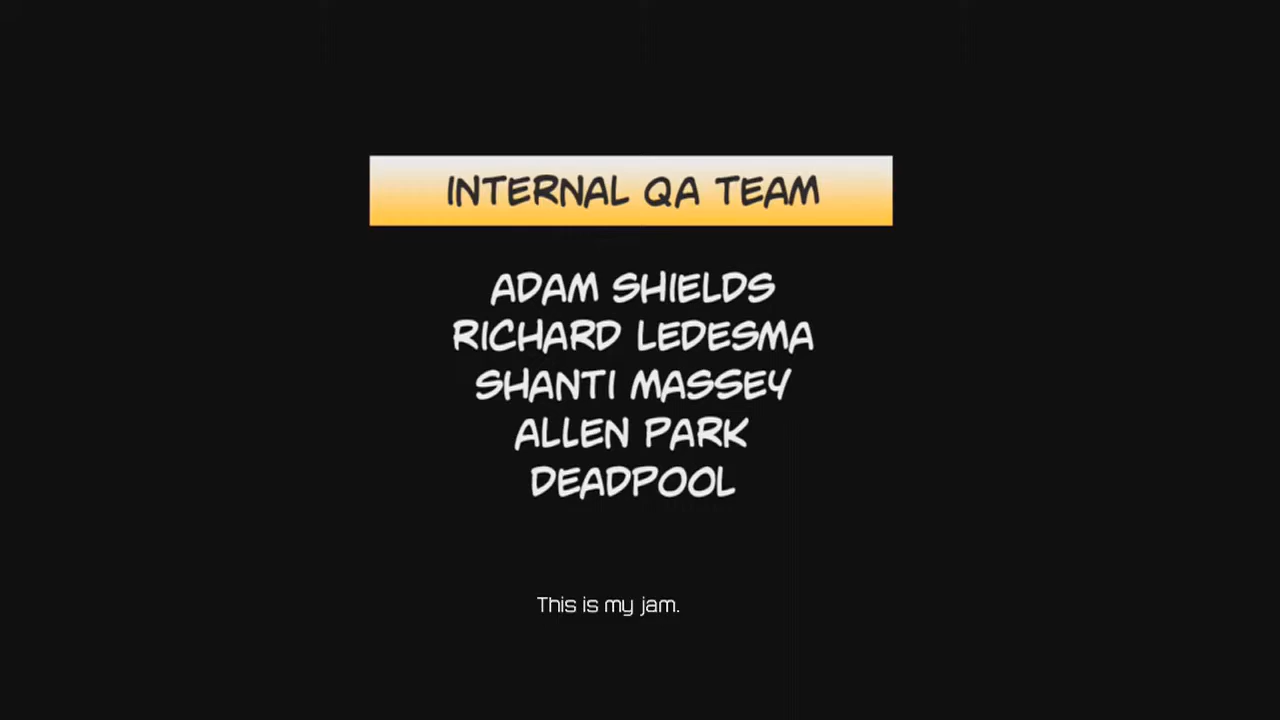 INTERNAL QA TEAM
ADAM SHIELDS
RICHARD LEDESMA
SHANTI MASSEY
ALLEN PARK
DEADPOOL
This is my jam.